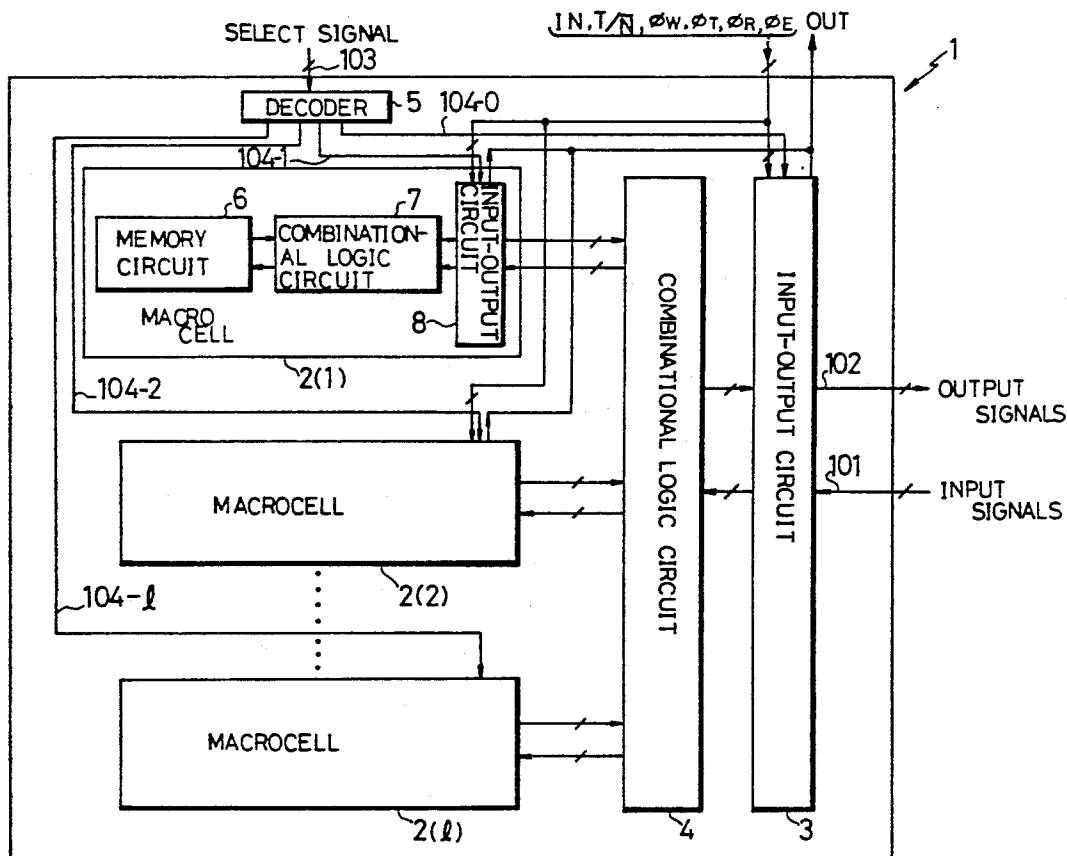 SELECT SIGNAL
103
IN, T/N̅, ØW, ØT, ØR, ØE OUT
1
DECODER
5
104-0
104-1
6
MEMORY
CIRCUIT
7
COMBINATION-
AL LOGIC
CIRCUIT
INPUT-OUTPUT
CIRCUIT
8
MACRO
CELL
2(1)
104-2
MACROCELL
2(2)
104-ℓ
MACROCELL
2(ℓ)
COMBINATIONAL LOGIC CIRCUIT
4
INPUT-OUTPUT CIRCUIT
3
102
OUTPUT
SIGNALS
101
INPUT
SIGNALS